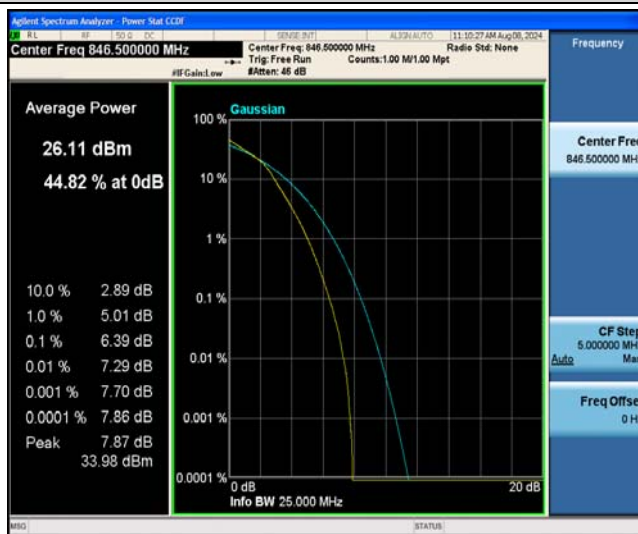 Agilent Spectrum Analyzer - Power Stat CCDF
RL RF 50 Ω DC SENSE:INT ALIGN AUTO 11:10:27 AM Aug 08, 2024
Center Freq 846.500000 MHz
Center Freq: 846.500000 MHz Radio Std: None
Trig: Free Run Counts:1.00 M/1.00 Mpt
#IFGain:Low #Atten: 46 dB
Frequency
Average Power
26.11 dBm
44.82 % at 0dB
10.0 % 2.89 dB
1.0 % 5.01 dB
0.1 % 6.39 dB
0.01 % 7.29 dB
0.001 % 7.70 dB
0.0001 % 7.86 dB
Peak 7.87 dB
33.98 dBm
Gaussian
100 %
10 %
1 %
0.1 %
0.01 %
0.001 %
0.0001 %
0 dB 20 dB
Info BW 25.000 MHz
Center Fre
846.500000 MH
CF Step
5.000000 MH
Auto Ma
Freq Offse
0 H
MSG STATUS